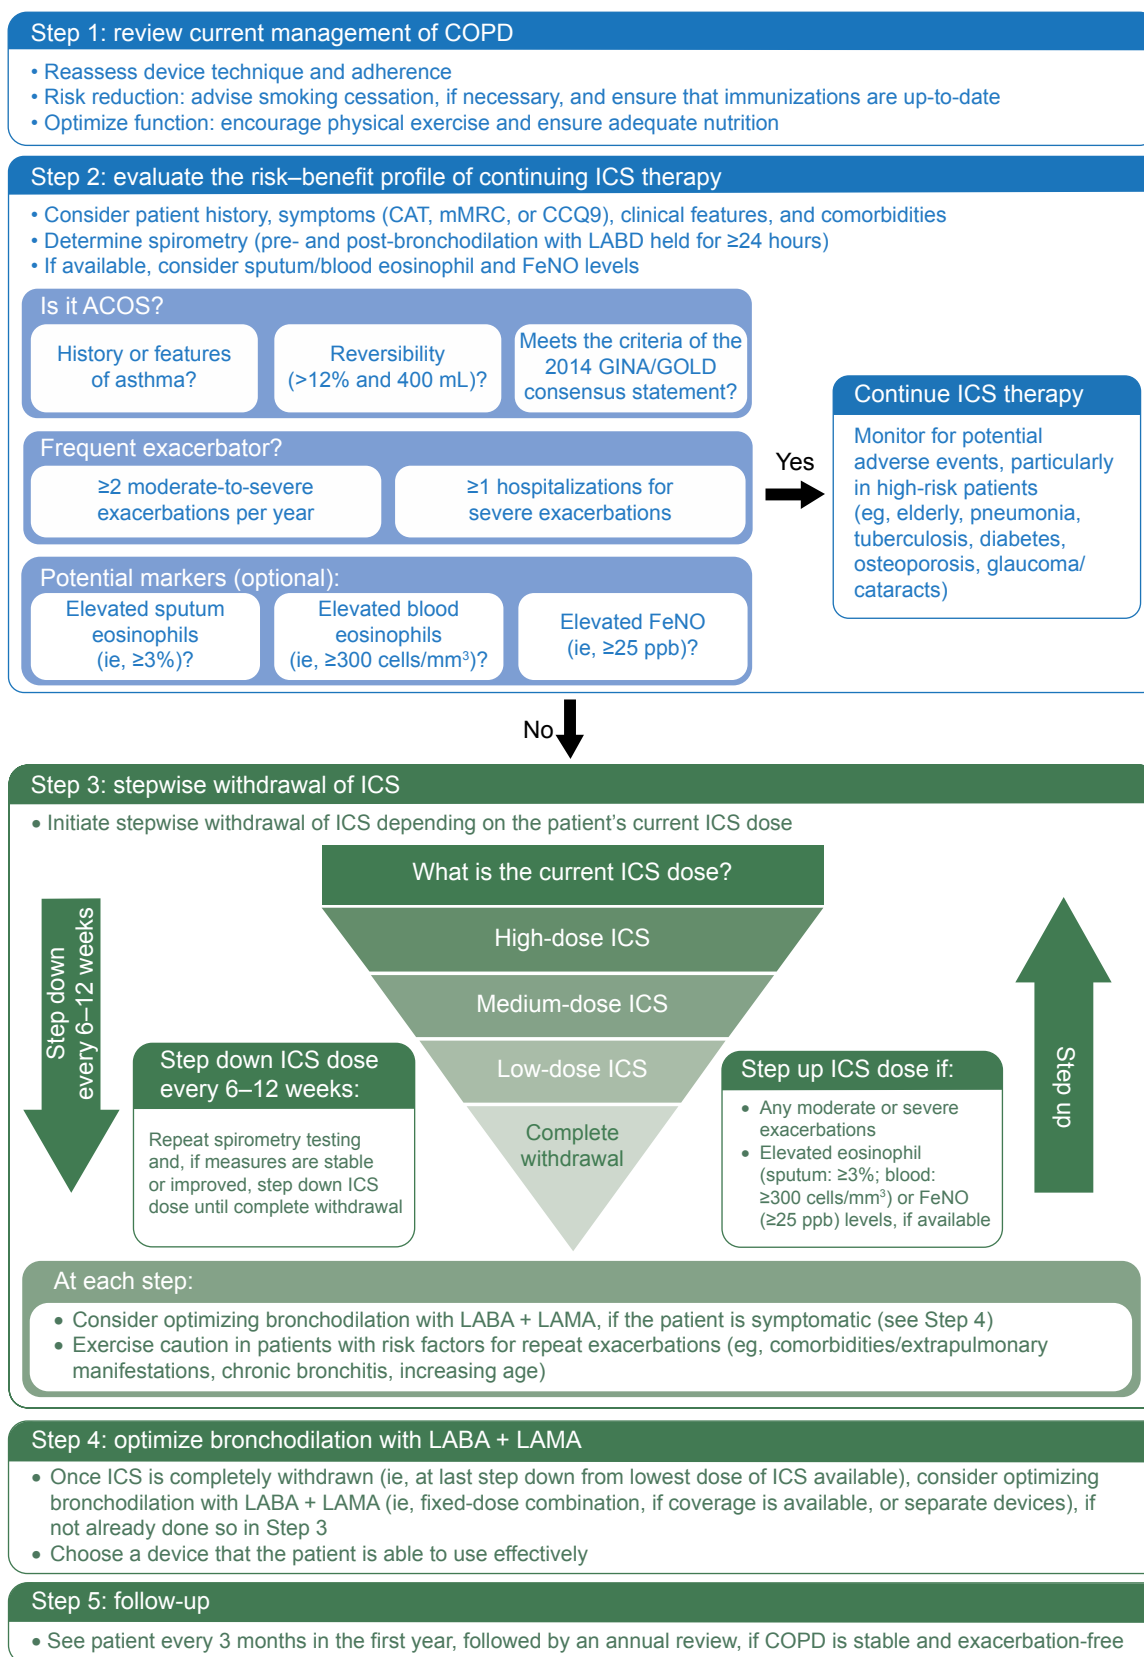 Step 1: review current management of COPD
• Reassess device technique and adherence
• Risk reduction: advise smoking cessation, if necessary, and ensure that immunizations are up-to-date
• Optimize function: encourage physical exercise and ensure adequate nutrition
Step 2: evaluate the risk–benefit profile of continuing ICS therapy
• Consider patient history, symptoms (CAT, mMRC, or CCQ9), clinical features, and comorbidities
• Determine spirometry (pre- and post-bronchodilation with LABD held for ≥24 hours)
• If available, consider sputum/blood eosinophil and FeNO levels
Is it ACOS?
History or features
of asthma?
Reversibility
(>12% and 400 mL)?
Meets the criteria of the
2014 GINA/GOLD
consensus statement?
Frequent exacerbator?
≥2 moderate-to-severe
exacerbations per year
≥1 hospitalizations for
severe exacerbations
Potential markers (optional):
Elevated sputum
eosinophils
(ie, ≥3%)?
Elevated blood
eosinophils
(ie, ≥300 cells/mm³)?
Elevated FeNO
(ie, ≥25 ppb)?
Yes
Continue ICS therapy
Monitor for potential
adverse events, particularly
in high-risk patients
(eg, elderly, pneumonia,
tuberculosis, diabetes,
osteoporosis, glaucoma/
cataracts)
No
Step 3: stepwise withdrawal of ICS
• Initiate stepwise withdrawal of ICS depending on the patient's current ICS dose
What is the current ICS dose?
High-dose ICS
Medium-dose ICS
Low-dose ICS
Complete
withdrawal
Step down
every 6–12 weeks
Step down ICS dose
every 6–12 weeks:
Repeat spirometry testing
and, if measures are stable
or improved, step down ICS
dose until complete withdrawal
Step up ICS dose if:
• Any moderate or severe
exacerbations
• Elevated eosinophil
(sputum: ≥3%; blood:
≥300 cells/mm³) or FeNO
(≥25 ppb) levels, if available
Step up
At each step:
• Consider optimizing bronchodilation with LABA + LAMA, if the patient is symptomatic (see Step 4)
• Exercise caution in patients with risk factors for repeat exacerbations (eg, comorbidities/extrapulmonary
manifestations, chronic bronchitis, increasing age)
Step 4: optimize bronchodilation with LABA + LAMA
• Once ICS is completely withdrawn (ie, at last step down from lowest dose of ICS available), consider optimizing
bronchodilation with LABA + LAMA (ie, fixed-dose combination, if coverage is available, or separate devices), if
not already done so in Step 3
• Choose a device that the patient is able to use effectively
Step 5: follow-up
• See patient every 3 months in the first year, followed by an annual review, if COPD is stable and exacerbation-free